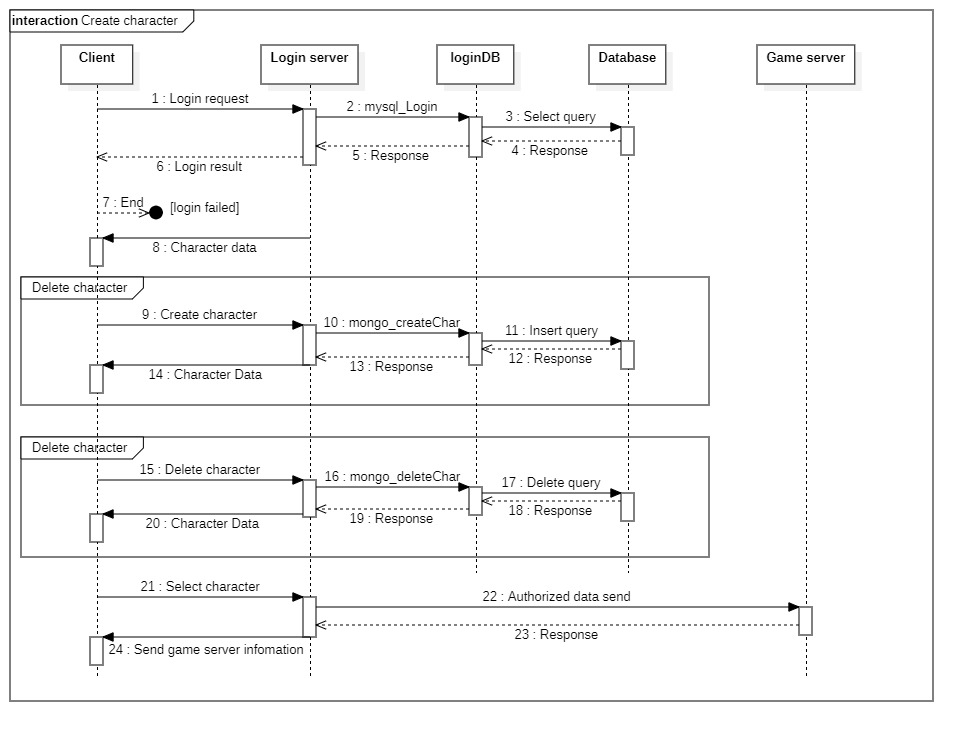 interaction Create character
Client
Login server
loginDB
Database
Game server
1 : Login request
2 : mysql_Login
3 : Select query
4 : Response
5 : Response
6 : Login result
7 : End
[login failed]
8 : Character data
Delete character
9 : Create character
10 : mongo_createChar
11 : Insert query
12 : Response
13 : Response
14 : Character Data
Delete character
15 : Delete character
16 : mongo_deleteChar
17 : Delete query
18 : Response
19 : Response
20 : Character Data
21 : Select character
22 : Authorized data send
23 : Response
24 : Send game server infomation